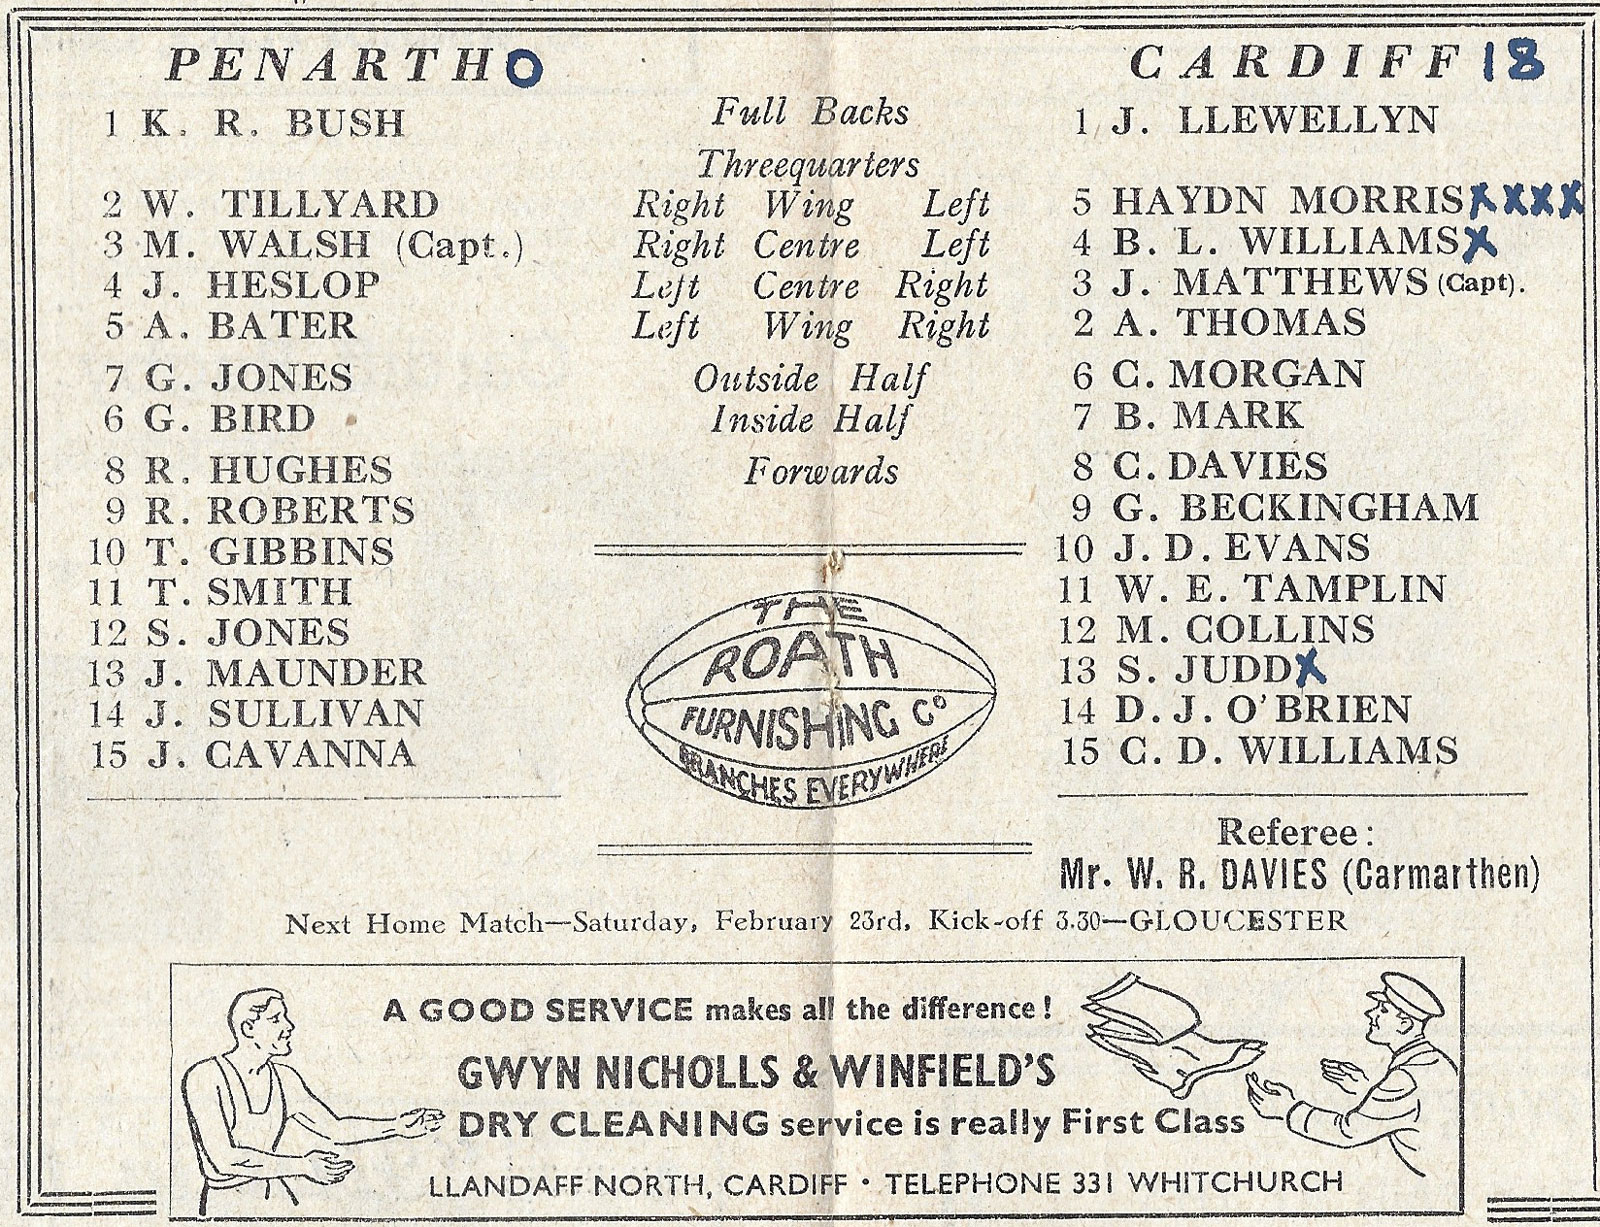 PENARTH 0
CARDIFF 18
1 K. R. BUSH Full Backs 1 J. LLEWELLYN
Threequarters
2 W. TILLYARD Right Wing Left 5 HAYDN MORRIS X X X X
3 M. WALSH (Capt.) Right Centre Left 4 B. L. WILLIAMS X
4 J. HESLOP Left Centre Right 3 J. MATTHEWS (Capt).
5 A. BATER Left Wing Right 2 A. THOMAS
7 G. JONES Outside Half 6 C. MORGAN
6 G. BIRD Inside Half 7 B. MARK
8 R. HUGHES Forwards 8 C. DAVIES
9 R. ROBERTS 9 G. BECKINGHAM
10 T. GIBBINS 10 J. D. EVANS
11 T. SMITH 11 W. E. TAMPLIN
12 S. JONES 12 M. COLLINS
13 J. MAUNDER 13 S. JUDD X
14 J. SULLIVAN 14 D. J. O'BRIEN
15 J. CAVANNA 15 C. D. WILLIAMS
THE
ROATH
FURNISHING Co
BRANCHES EVERYWHERE
Referee:
Mr. W. R. DAVIES (Carmarthen)
Next Home Match—Saturday, February 23rd, Kick-off 3.30—GLOUCESTER
A GOOD SERVICE makes all the difference!
GWYN NICHOLLS & WINFIELD'S
DRY CLEANING service is really First Class
LLANDAFF NORTH, CARDIFF · TELEPHONE 331 WHITCHURCH